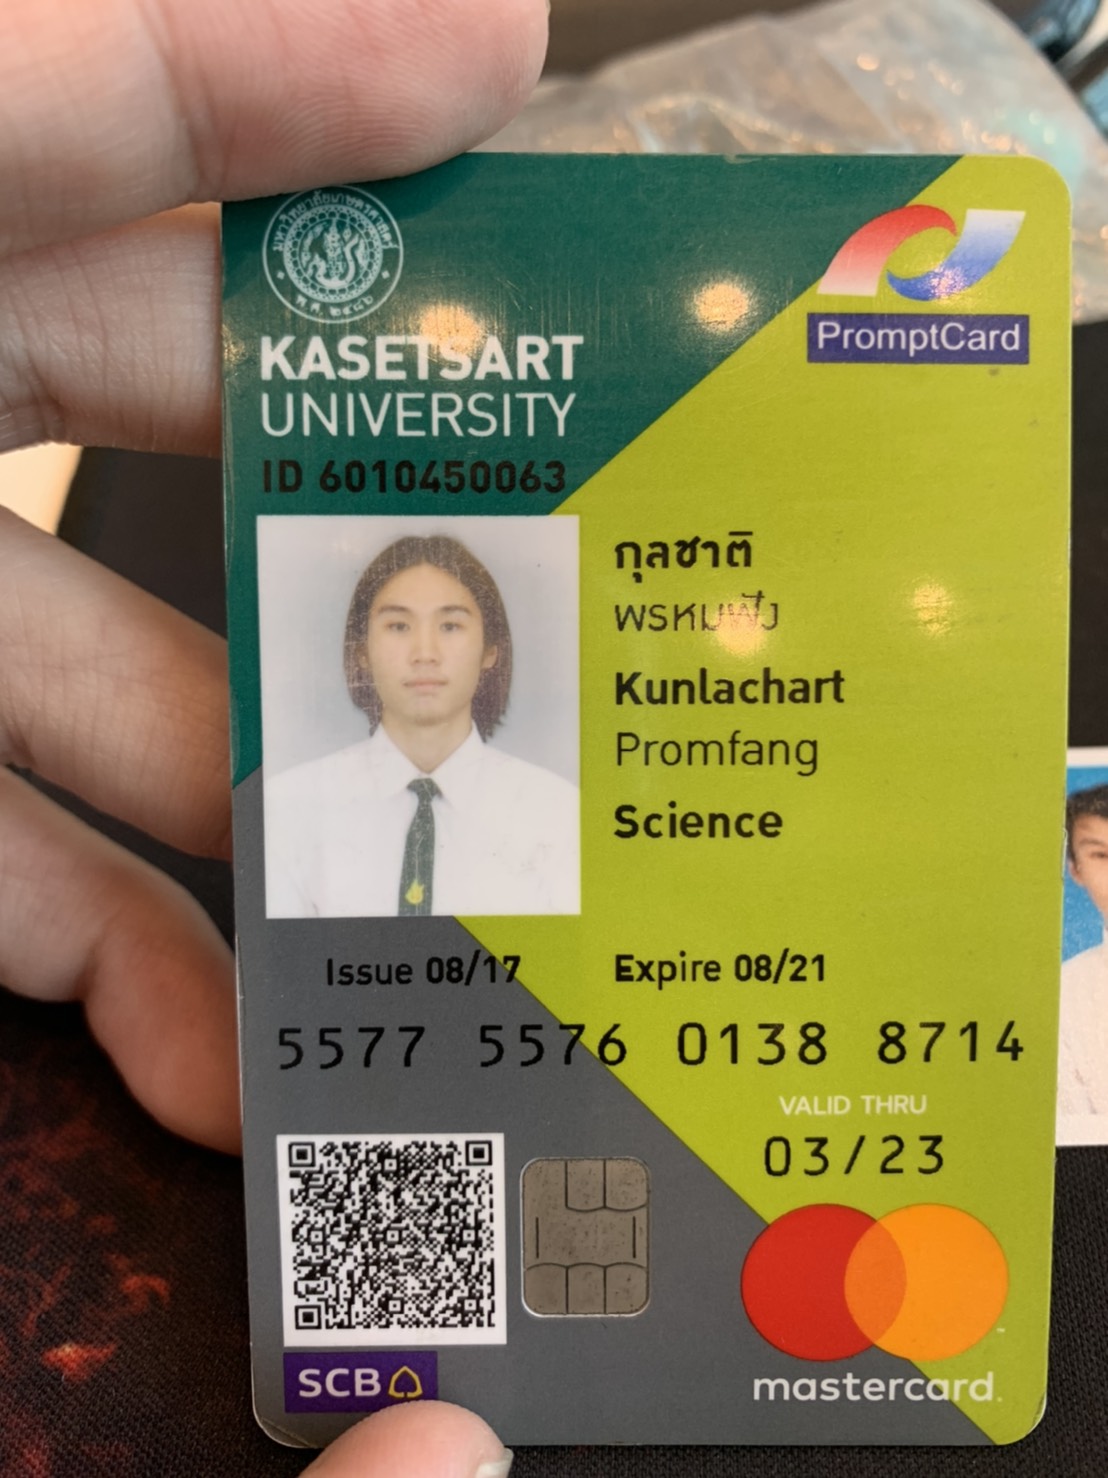 มหาวิทยาลัยเกษตรศาสตร์
พ.ศ. ๒๔๘๖
KASETSART
UNIVERSITY
ID 6010450063
PromptCard
กุลชาติ
พรหมฟัง
Kunlachart
Promfang
Science
Issue 08/17 Expire 08/21
5577 5576 0138 8714
VALID THRU
03/23
SCB
mastercard.